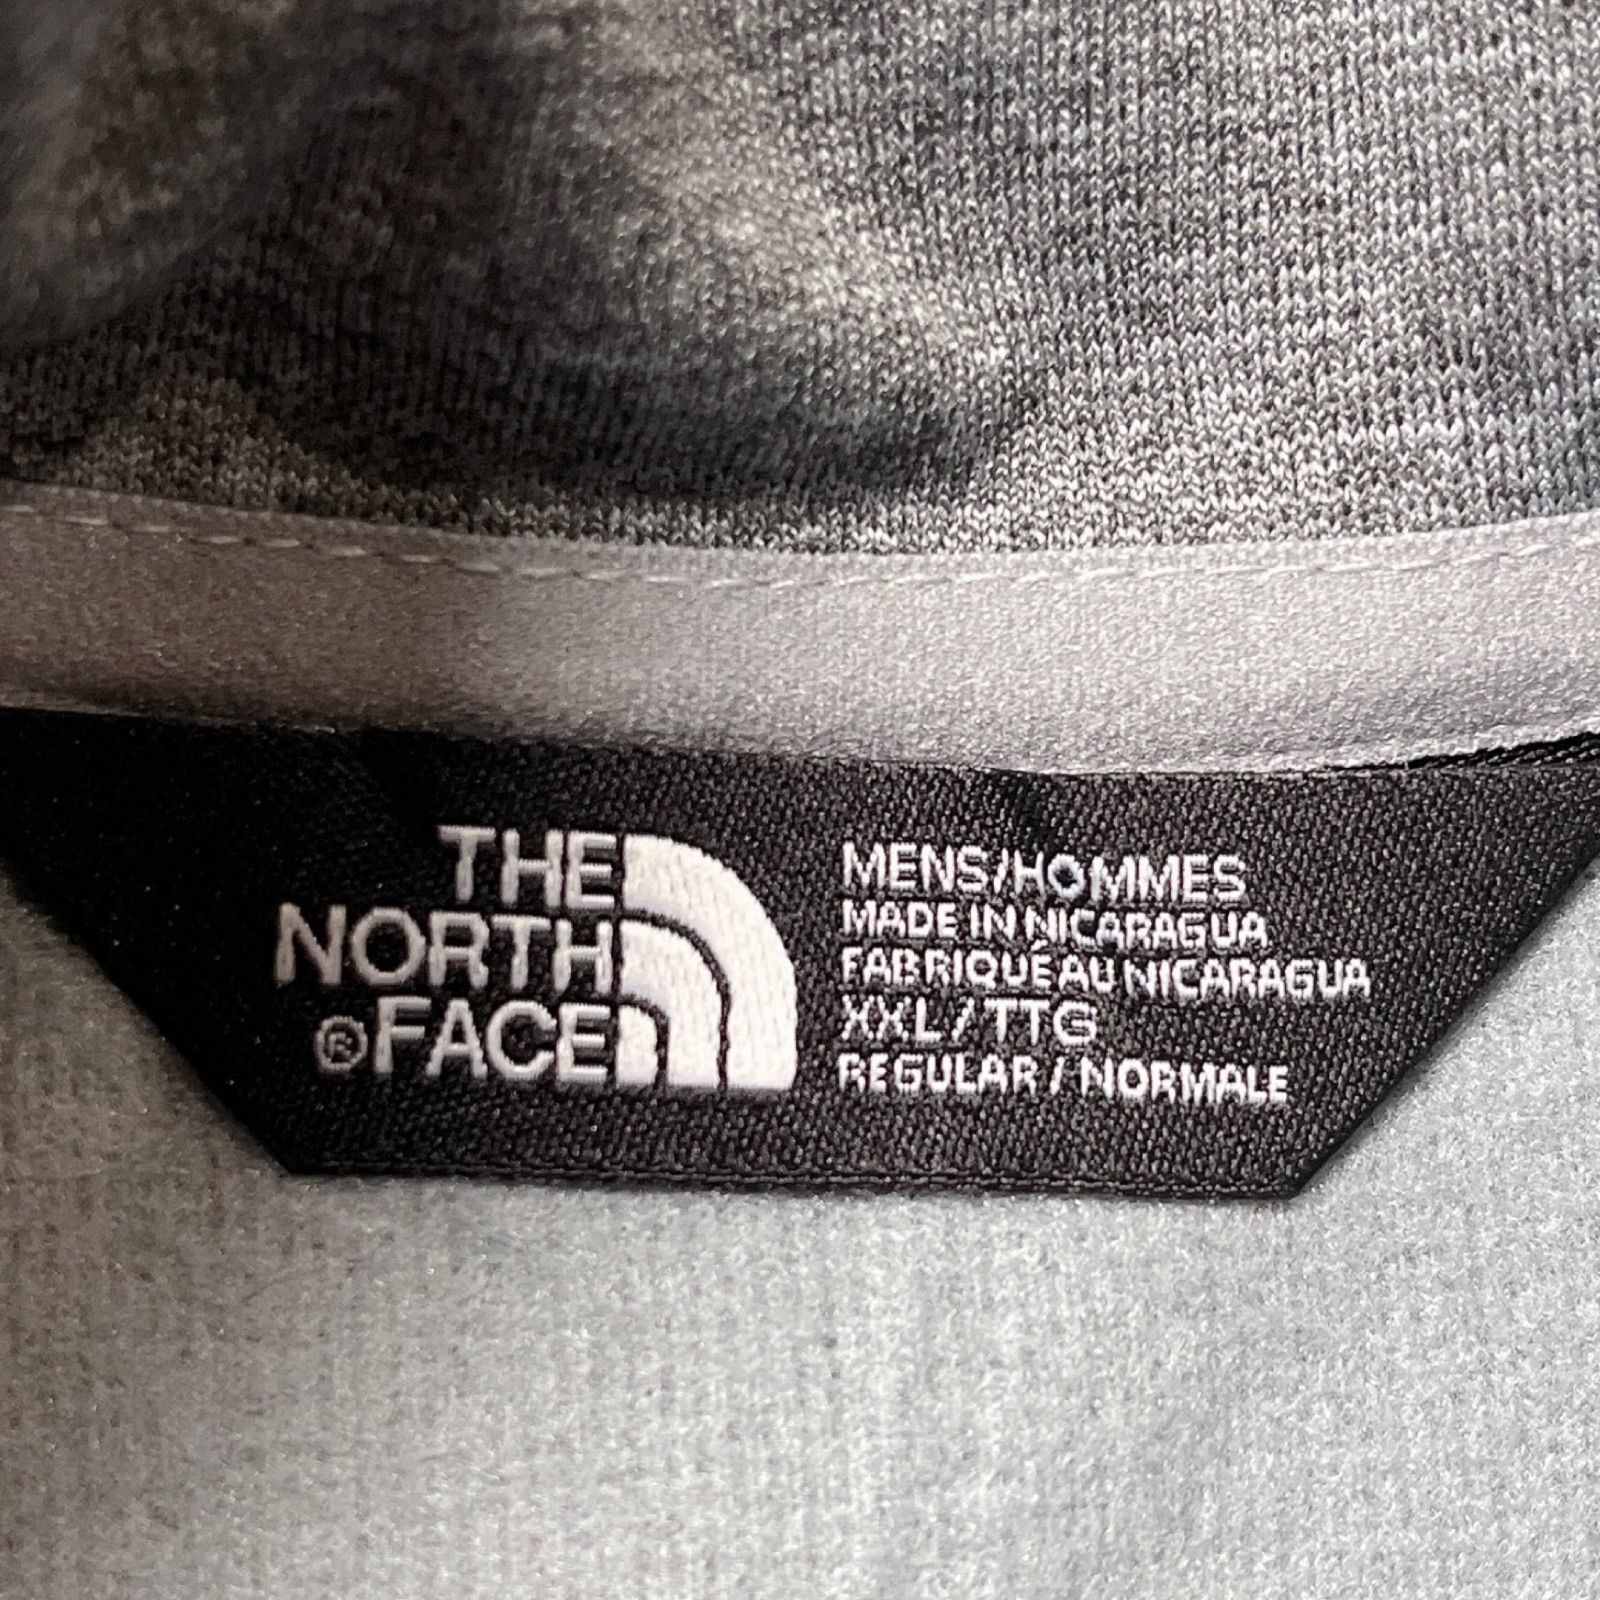 THE
NORTH
® FACE
MENS/HOMMES
MADE IN NICARAGUA
FABRIQUÉ AU NICARAGUA
XXL/TTG
REGULAR/NORMALE